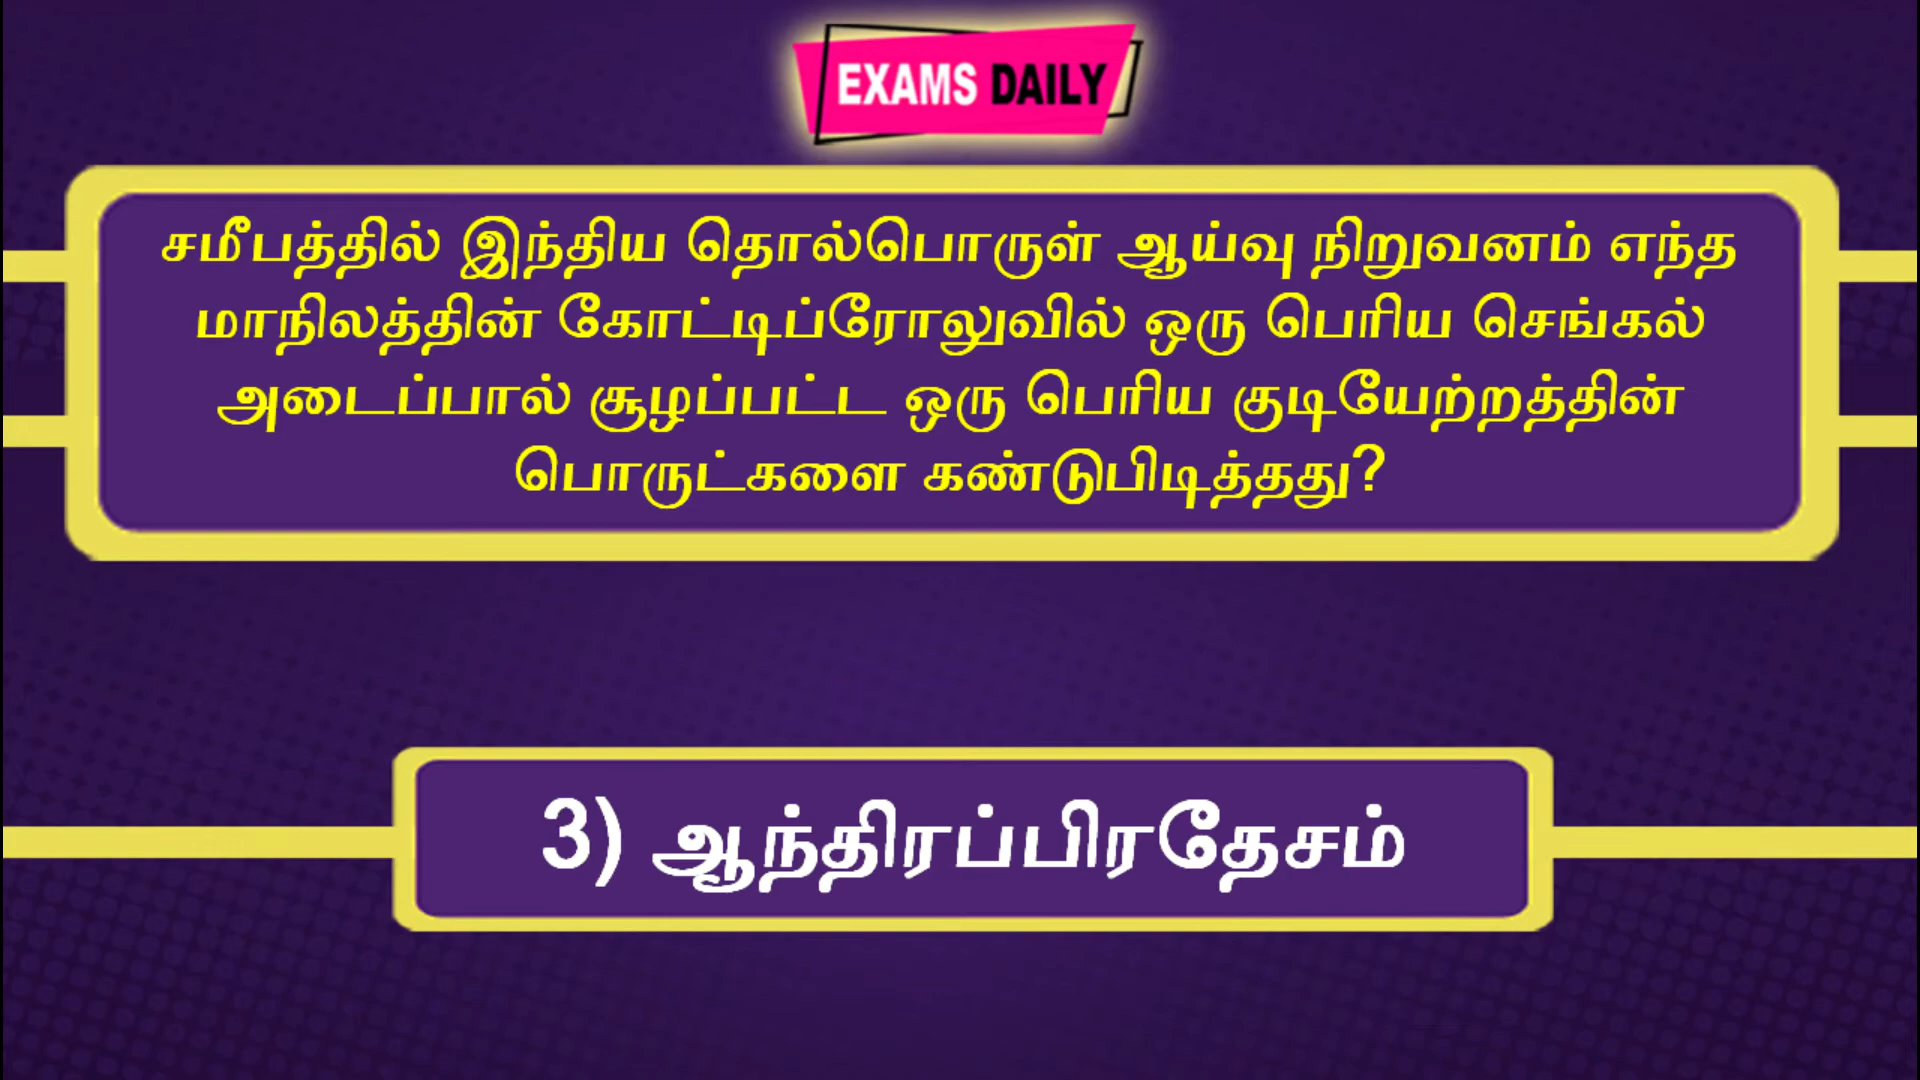 EXAMS DAILY
சமீபத்தில் இந்திய தொல்பொருள் ஆய்வு நிறுவனம் எந்த
மாநிலத்தின் கோட்டிப்ரோலுவில் ஒரு பெரிய செங்கல்
அடைப்பால் சூழப்பட்ட ஒரு பெரிய குடியேற்றத்தின்
பொருட்களை கண்டுபிடித்தது?
3) ஆந்திரப்பிரதேசம்